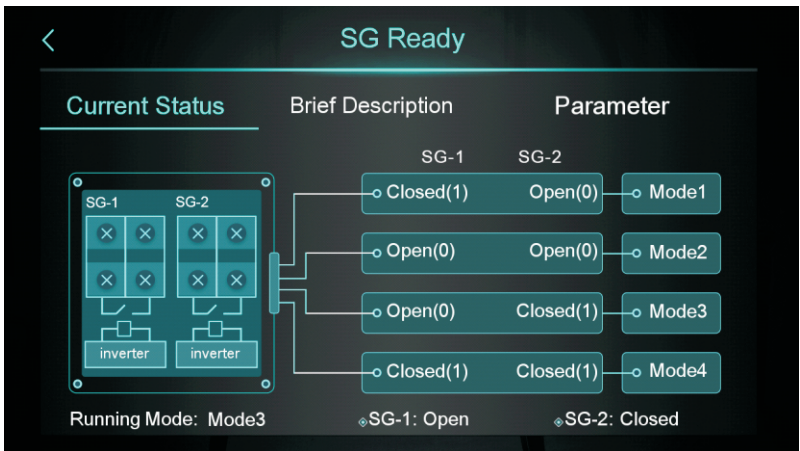 SG Ready
Current Status Brief Description Parameter
SG-1 SG-2
SG-1 SG-2
Closed(1) Open(0) Mode1
Open(0) Open(0) Mode2
Open(0) Closed(1) Mode3
inverter inverter
Closed(1) Closed(1) Mode4
Running Mode: Mode3 SG-1: Open SG-2: Closed